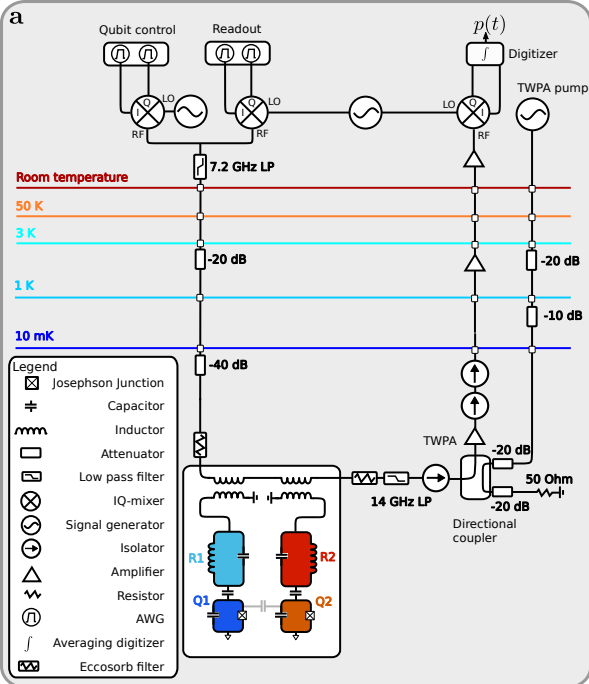 a
Qubit control
Readout
p(t)
∫
Digitizer
TWPA pump
Q
I
LO
RF
Q
I
LO
RF
LO
Q
I
RF
7.2 GHz LP
Room temperature
50 K
3 K
-20 dB
-20 dB
1 K
-10 dB
10 mK
-40 dB
TWPA
-20 dB
50 Ohm
-20 dB
14 GHz LP
Directional
coupler
R1
R2
Q1
Q2
Legend
Josephson Junction
Capacitor
Inductor
Attenuator
Low pass filter
IQ-mixer
Signal generator
Isolator
Amplifier
Resistor
AWG
∫
Averaging digitizer
Eccosorb filter